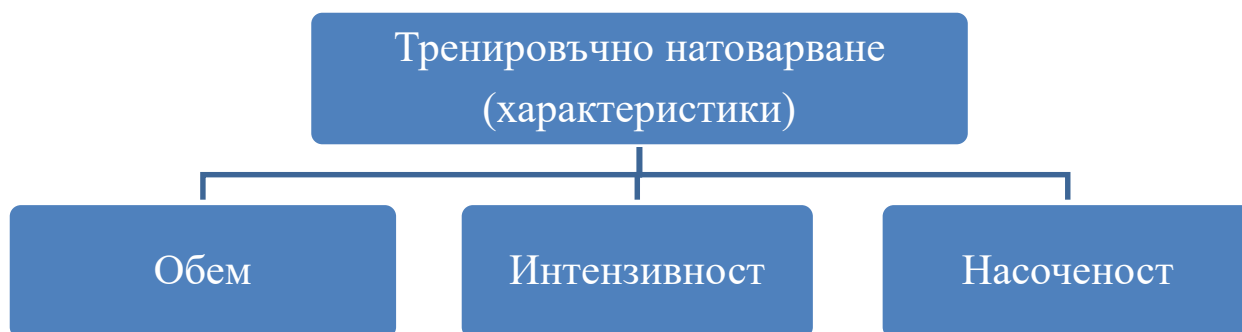 Тренировъчно натоварване
(характеристики)
Обем
Интензивност
Насоченост